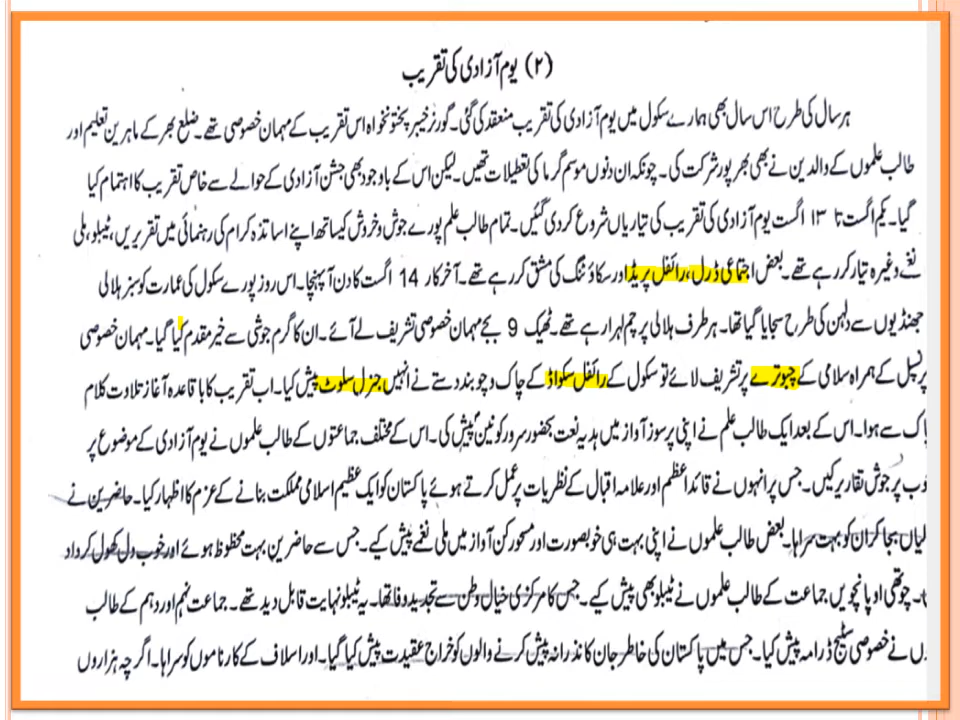 (۲) یوم آزادی کی تقریب
ہر سال کی طرح اس سال بھی ہمارے سکول میں یوم آزادی کی تقریب منعقد کی گئی۔ گورنر خیبر پختونخواہ اس تقریب کے مہمان خصوصی تھے۔ ضلع بھر کے ماہرین تعلیم اور
طالب علموں کے والدین نے بھی بھر پور شرکت کی۔ چونکہ ان دنوں موسم گرما کی تعطیلات تھیں۔ لیکن اس کے باوجود بھی جشن آزادی کے حوالے سے خاص تقریب کا اہتمام کیا
گیا۔ یکم اگست تا ۱۳ اگست یوم آزادی کی تقریب کی تیاریاں شروع کر دی گئیں۔ تمام طالب علم پورے جوش و خروش کیساتھ اپنے اساتذہ کرام کی رہنمائی میں تقریریں، ٹیبلو، ملی
نغمے وغیرہ تیار کر رہے تھے۔ بعض اجتماعی ڈرل، رائفل پریڈ اور سکاؤٹنگ کی مشق کر رہے تھے۔ آخر کار 14 اگست کا دن آپہنچا۔ اس روز پورے سکول کی عمارت کو سبز ہلالی
جھنڈیوں سے دلہن کی طرح سجایا گیا تھا۔ ہر طرف ہلالی پرچم لہرا رہے تھے۔ ٹھیک 9 بجے مہمان خصوصی تشریف لے آئے۔ ان کا گرم جوشی سے خیر مقدم کیا گیا۔ مہمان خصوصی
پرنسپل کے ہمراہ سلامی کے چبوترے پر تشریف لائے تو سکول کے رائفل سکواڈ کے چاک و چوبند دستے نے انہیں جنرل سلوٹ پیش کیا۔ اب تقریب کا باقاعدہ آغاز تلاوت کلام
پاک سے ہوا۔ اس کے بعد ایک طالب علم نے اپنی پرسوز آواز میں ہدیہ نعت بحضور سرور کونین پیش کی۔ اس کے مختلف جماعتوں کے طالب علموں نے یوم آزادی کے موضوع پر
وب پر جوش تقاریر کیں۔ جس پر انہوں نے قائد اعظم اور علامہ اقبال کے نظریات پر عمل کرتے ہوئے پاکستان کو ایک عظیم اسلامی مملکت بنانے کے عزم کا اظہار کیا۔ حاضرین نے
لیاں بجا کر ان کو بہت سراہا۔ بعض طالب علموں نے اپنی بہت ہی خوبصورت اور مسحور کن آواز میں ملی نغمے پیش کیے۔ جس سے حاضرین بہت محظوظ ہوئے اور خوب دل کھول کر داد
۔ چوتھی او پانچویں جماعت کے طالب علموں نے ٹیبلو بھی پیش کیے۔ جس کا مرکزی خیال وطن سے تجدید وفا تھا۔ یہ ٹیبلو نہایت قابل دید تھے۔ جماعت نہم اور دہم کے طالب
وں نے خصوصی سٹیج ڈرامہ پیش کیا۔ جس میں پاکستان کی خاطر جان کا نذرانہ پیش کرنے والوں کو خراج عقیدت پیش کیا گیا۔ اور اسلاف کے کارناموں کو سراہا۔ اگر چہ ہزاروں